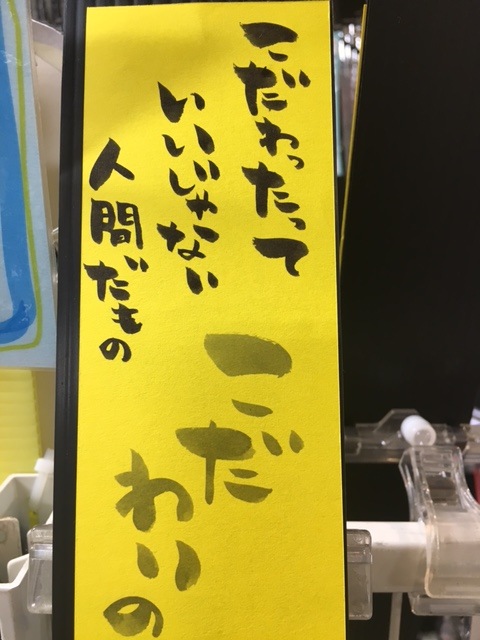 こだわったって
いいじゃない
人間だもの
こだ
わりの